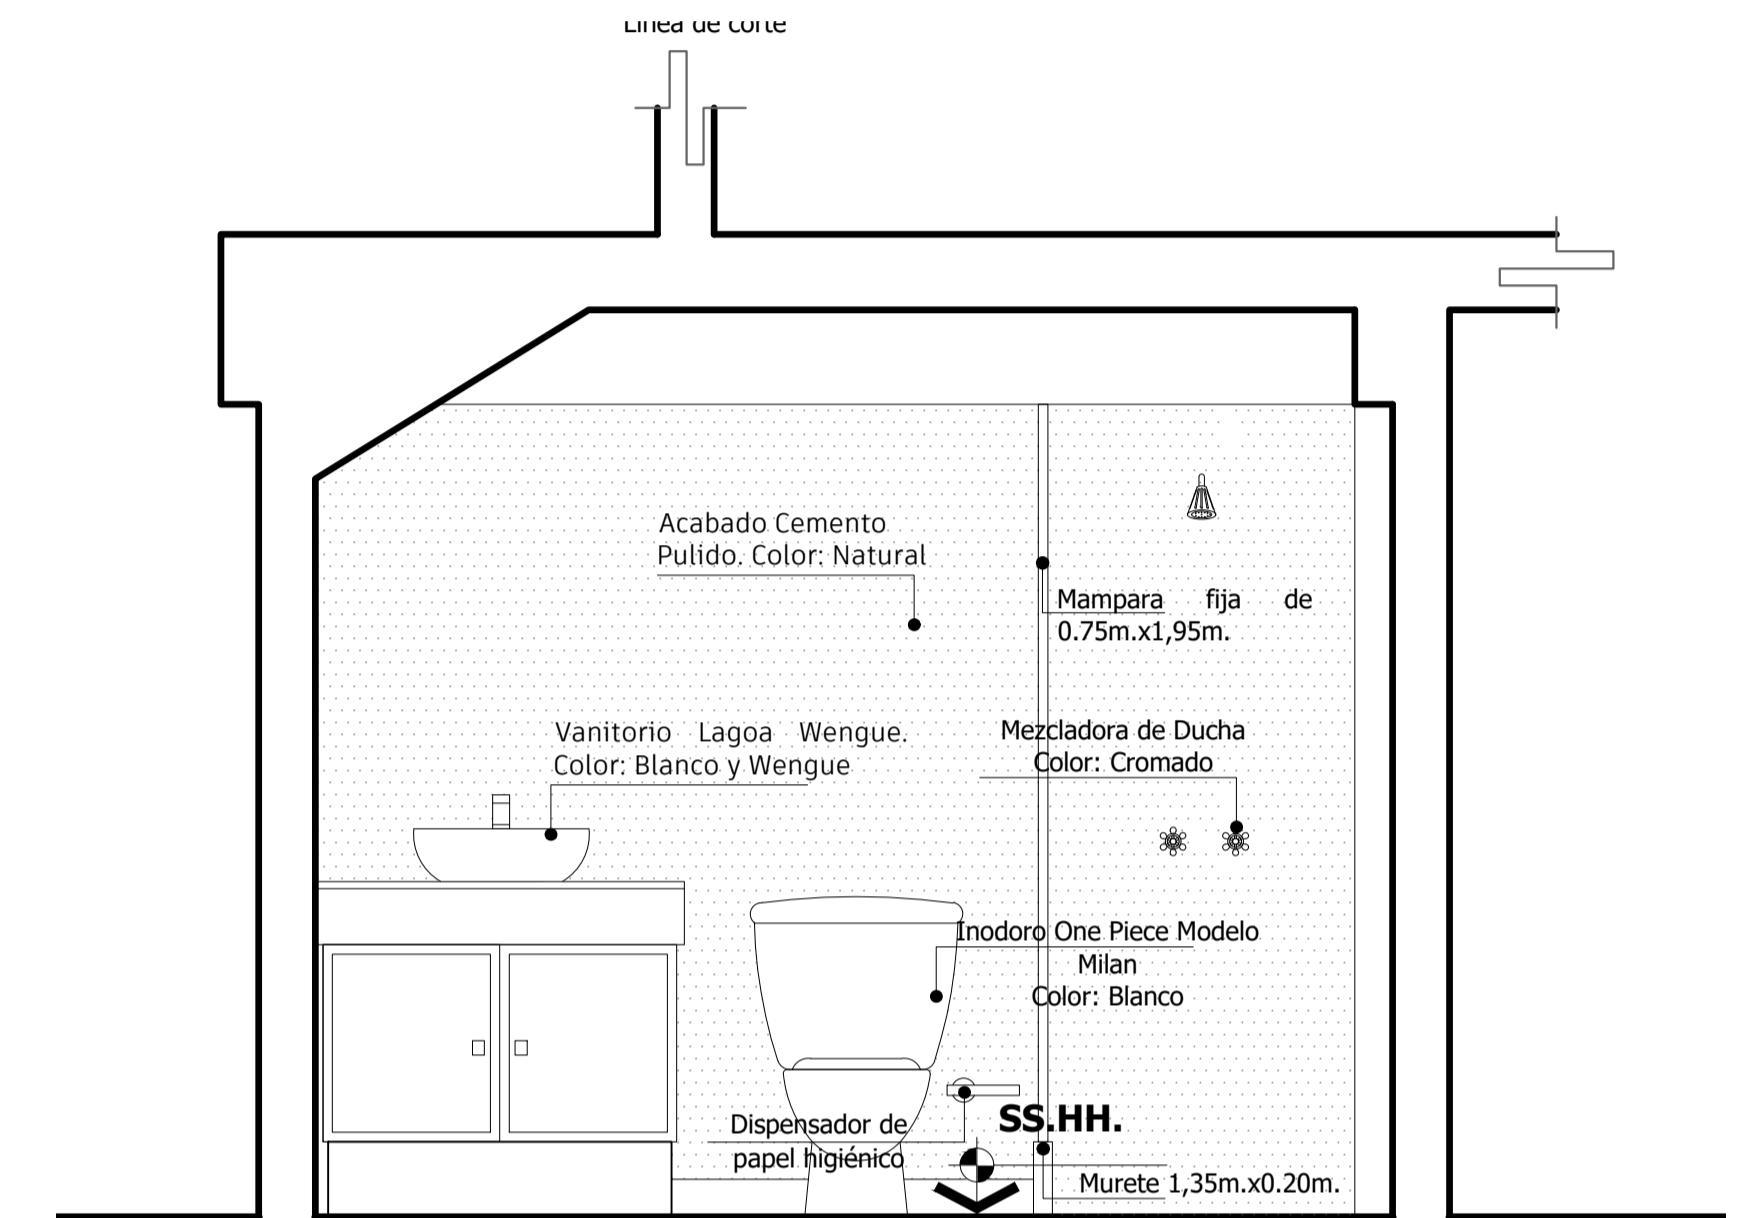 Línea de corte
Acabado Cemento
Pulido. Color: Natural
Mampara fija de
0.75m.x1,95m.
Vanitorio Lagoa Wengue.
Color: Blanco y Wengue
Mezcladora de Ducha
Color: Cromado
Inodoro One Piece Modelo
Milan
Color: Blanco
Dispensador de
papel higiénico
SS.HH.
Murete 1,35m.x0.20m.